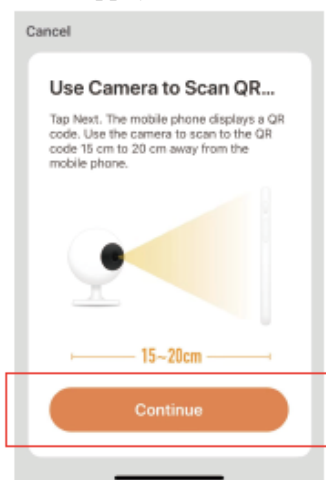 Cancel
Use Camera to Scan QR...
Tap Next. The mobile phone displays a QR
code. Use the camera to scan to the QR
code 15 cm to 20 cm away from the
mobile phone.
15~20cm
Continue